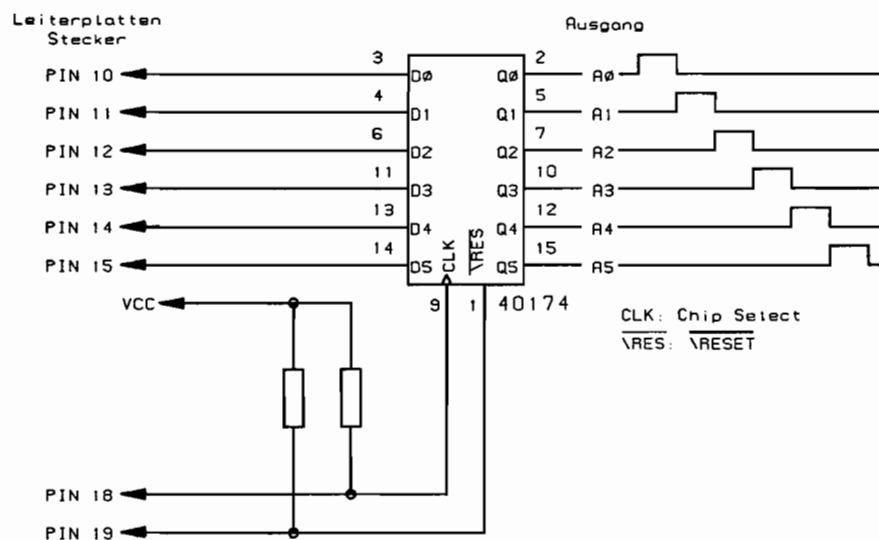 Leiterplatten
Stecker
Ausgang
PIN 10 3 DØ QØ 2 AØ
PIN 11 4 D1 Q1 5 A1
PIN 12 6 D2 Q2 7 A2
PIN 13 11 D3 Q3 10 A3
PIN 14 13 D4 Q4 12 A4
PIN 15 14 D5 Q5 15 A5
CLK
\RES
VCC
9 1 40174
CLK: Chip Select
\RES: \RESET
PIN 18
PIN 19